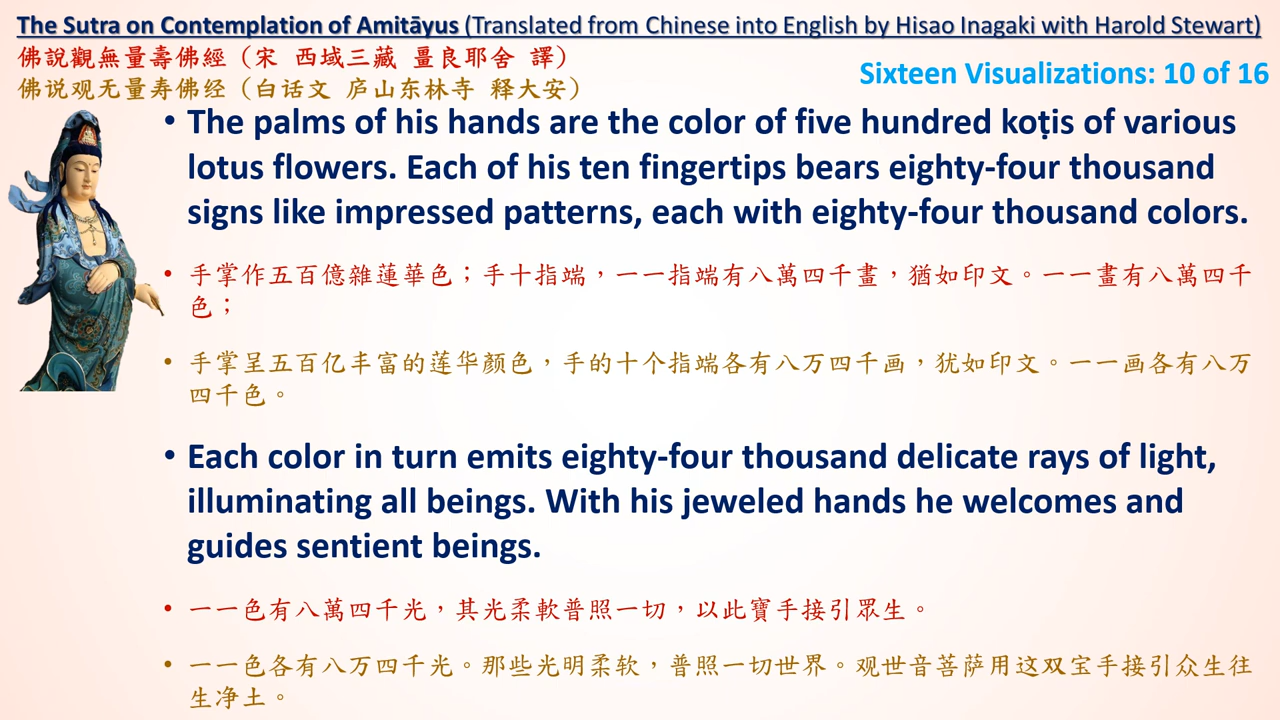 The Sutra on Contemplation of Amitāyus (Translated from Chinese into English by Hisao Inagaki with Harold Stewart)
佛說觀無量壽佛經（宋 西域三藏 畺良耶舍 譯）
佛说观无量寿佛经（白话文 庐山东林寺 释大安）
Sixteen Visualizations: 10 of 16
• The palms of his hands are the color of five hundred koṭis of various
lotus flowers. Each of his ten fingertips bears eighty-four thousand
signs like impressed patterns, each with eighty-four thousand colors.
• 手掌作五百億雜蓮華色；手十指端，一一指端有八萬四千畫，猶如印文。一一畫有八萬四千
色；
• 手掌呈五百亿丰富的莲华颜色，手的十个指端各有八万四千画，犹如印文。一一画各有八万
四千色。
• Each color in turn emits eighty-four thousand delicate rays of light,
illuminating all beings. With his jeweled hands he welcomes and
guides sentient beings.
• 一一色有八萬四千光，其光柔軟普照一切，以此寶手接引眾生。
• 一一色各有八万四千光。那些光明柔软，普照一切世界。观世音菩萨用这双宝手接引众生往
生净土。